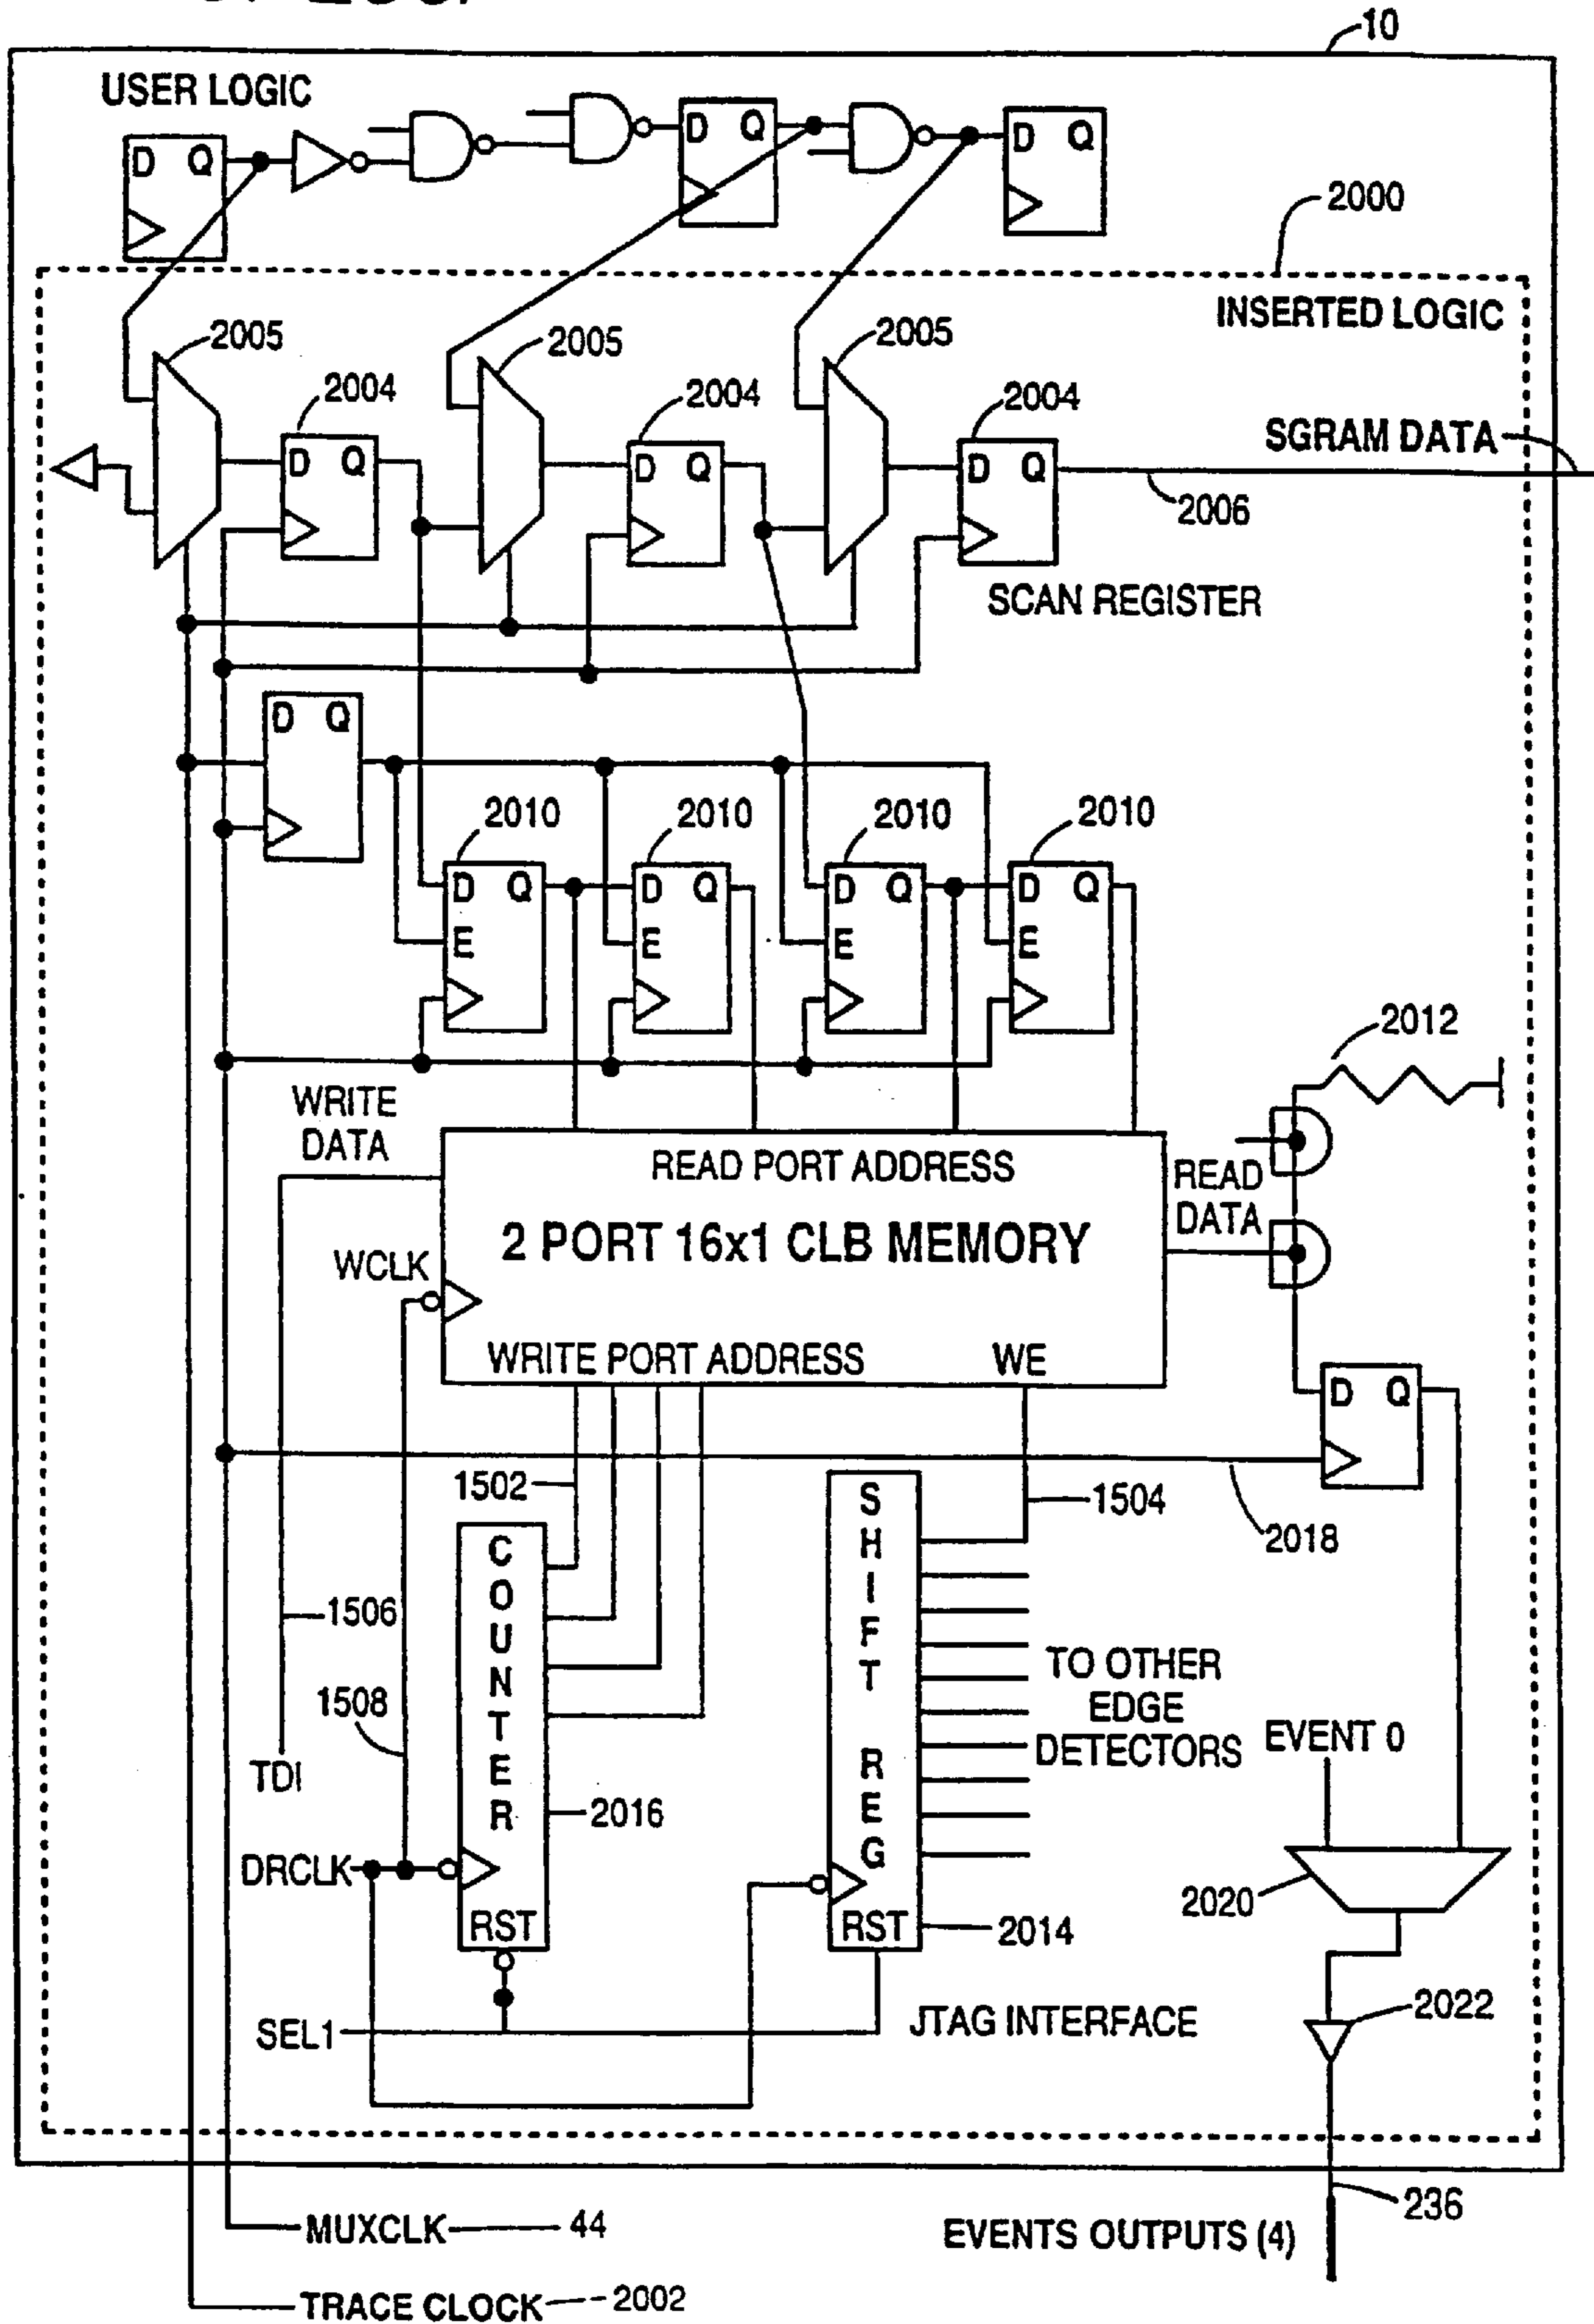 10
USER LOGIC
D Q
D Q
D Q
2000
INSERTED LOGIC
2005
2005
2005
2004
2004
2004
SGRAM DATA
D Q
D Q
D Q
2006
SCAN REGISTER
D Q
2010
2010
2010
2010
D Q
E
D Q
E
D Q
E
D Q
E
2012
WRITE
DATA
READ PORT ADDRESS
READ
DATA
2 PORT 16x1 CLB MEMORY
WCLK
WRITE PORT ADDRESS
WE
D Q
1502
1504
2018
COUNTER
SHIFT REG
1506
1508
TO OTHER
EDGE
DETECTORS
EVENT 0
TDI
2016
DRCLK
2020
RST
RST
2014
SEL1
JTAG INTERFACE
2022
236
MUXCLK
44
EVENTS OUTPUTS (4)
TRACE CLOCK
2002